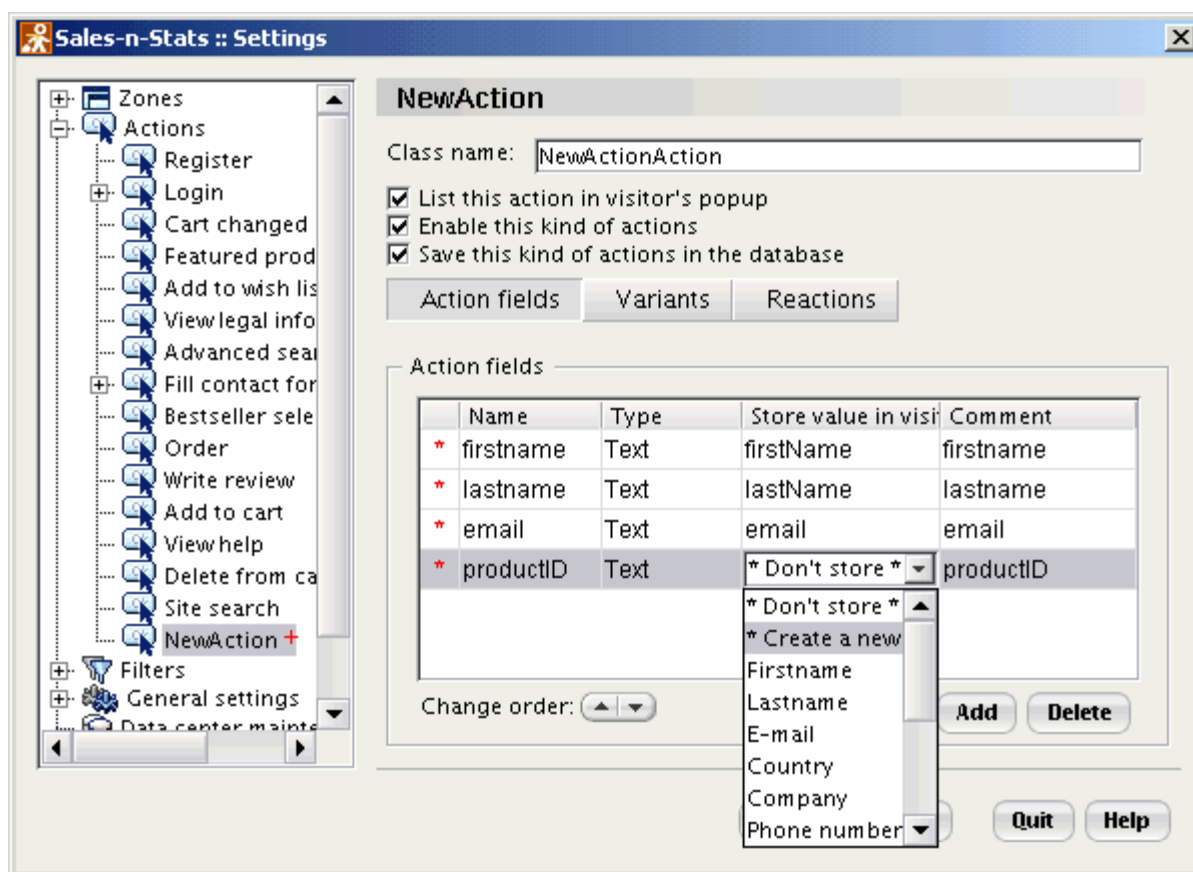 Sales-n-Stats :: Settings
Zones
Actions
Register
Login
Cart changed
Featured prod
Add to wish lis
View legal info
Advanced sear
Fill contact for
Bestseller sele
Order
Write review
Add to cart
View help
Delete from ca
Site search
NewAction +
Filters
General settings
Data center mainte
NewAction
Class name: NewActionAction
List this action in visitor's popup
Enable this kind of actions
Save this kind of actions in the database
Action fields Variants Reactions
Action fields
Name Type Store value in visi Comment
* firstname Text firstName firstname
* lastname Text lastName lastname
* email Text email email
* productID Text * Don't store * productID
* Don't store *
* Create a new
Firstname
Lastname
E-mail
Country
Company
Phone number
Change order: Add Delete
Quit Help